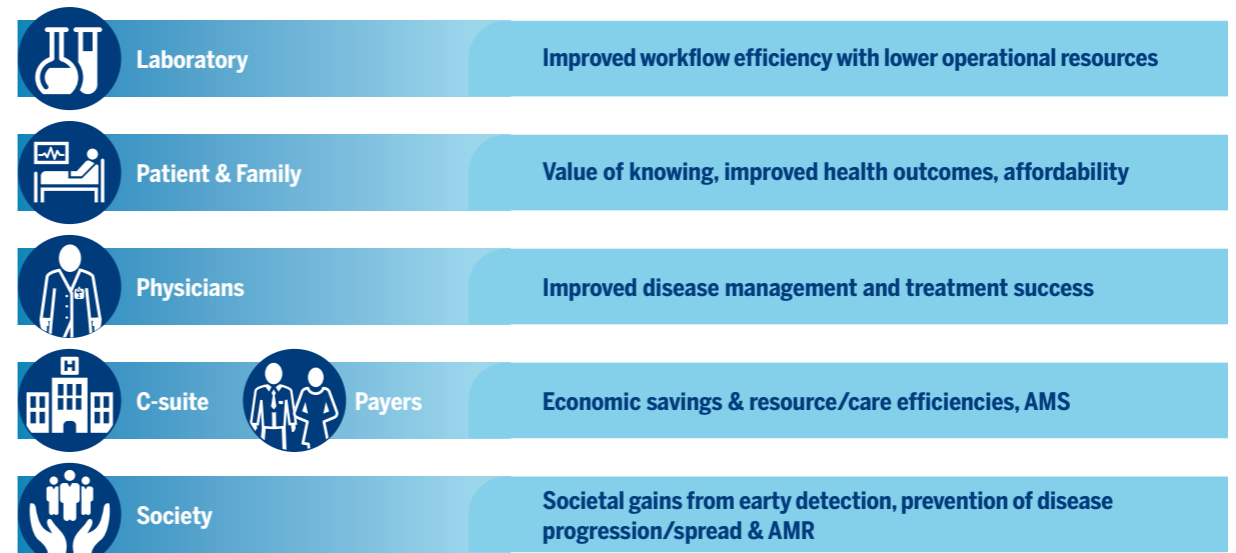 Laboratory
Improved workflow efficiency with lower operational resources
Patient & Family
Value of knowing, improved health outcomes, affordability
Physicians
Improved disease management and treatment success
H
C-suite
Payers
Economic savings & resource/care efficiencies, AMS
Society
Societal gains from earty detection, prevention of disease
progression/spread & AMR